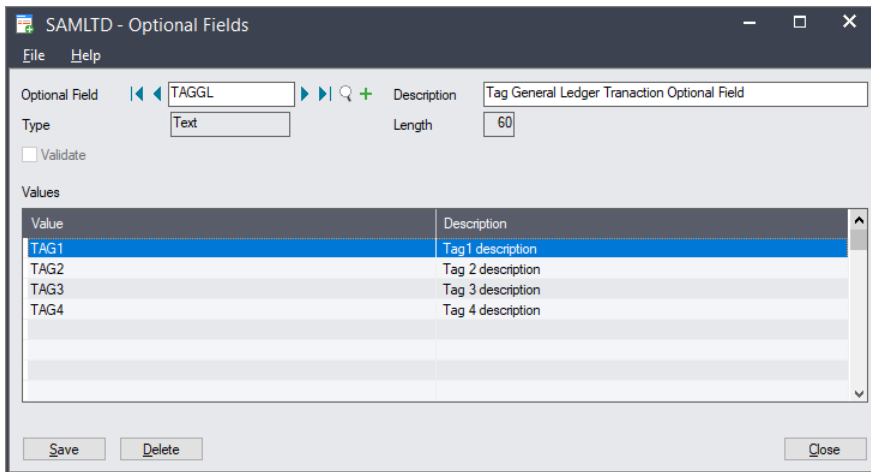 SAMLTD - Optional Fields
File Help
Optional Field TAGGL Description Tag General Ledger Tranaction Optional Field
Type Text Length 60
Validate
Values
Value Description
TAG1 Tag1 description
TAG2 Tag 2 description
TAG3 Tag 3 description
TAG4 Tag 4 description
Save Delete Close